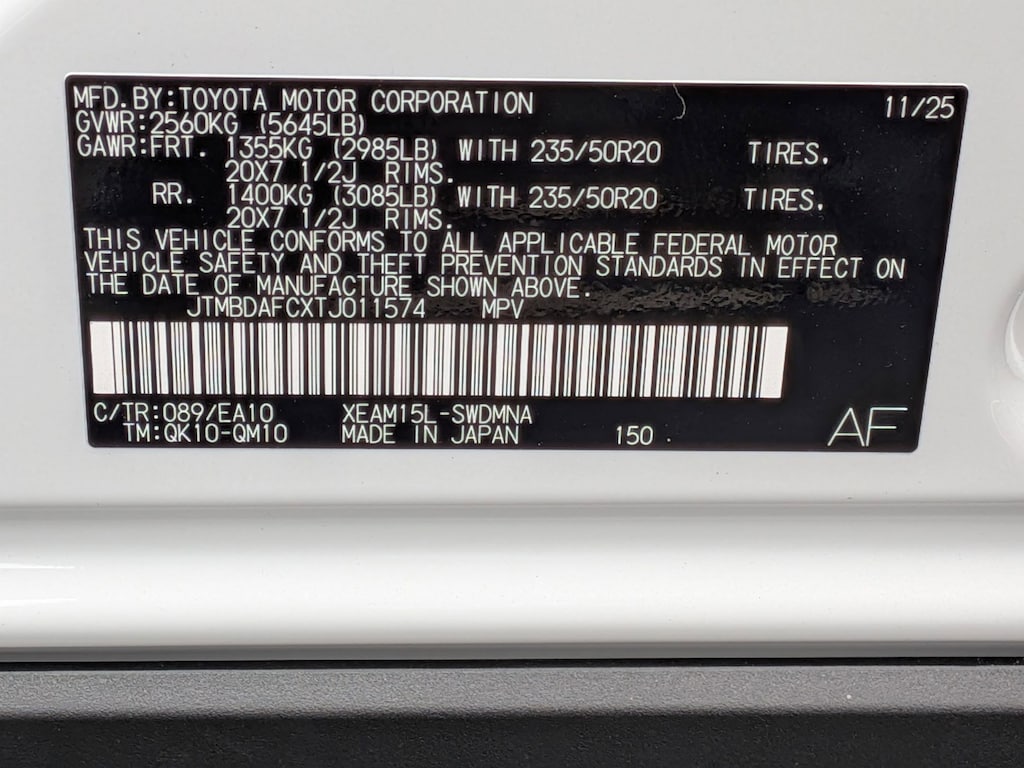 MFD.BY:TOYOTA MOTOR CORPORATION 11/25
GVWR:2560KG (5645LB)
GAWR:FRT. 1355KG (2985LB) WITH 235/50R20 TIRES.
20X7 1/2J RIMS.
RR. 1400KG (3085LB) WITH 235/50R20 TIRES.
20X7 1/2J RIMS.
THIS VEHICLE CONFORMS TO ALL APPLICABLE FEDERAL MOTOR
VEHICLE SAFETY AND THEFT PREVENTION STANDARDS IN EFFECT ON
THE DATE OF MANUFACTURE SHOWN ABOVE.
JTMBDAFCXTJ011574 MPV
C/TR:089/EA10 XEAM15L-SWDMNA
TM:QK10-QM10 MADE IN JAPAN 150 AF